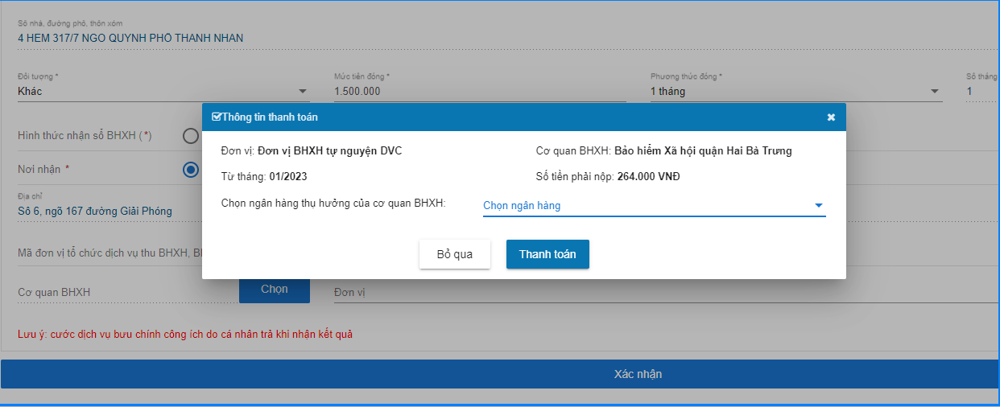 Số nhà, đường phố, thôn xóm
4 HEM 317/7 NGO QUYNH PHỐ THANH NHAN
Đối tượng * Mức tiền đóng * Phương thức đóng * Số tháng
Khác 1.500.000 1 tháng 1
Thông tin thanh toán
Hình thức nhận sổ BHXH (*)
Đơn vị: Đơn vị BHXH tự nguyện DVC Cơ quan BHXH: Bảo hiểm Xã hội quận Hai Bà Trưng
Nơi nhận *
Từ tháng: 01/2023 Số tiền phải nộp: 264.000 VNĐ
Địa chỉ
Chọn ngân hàng thụ hưởng của cơ quan BHXH: Chọn ngân hàng
Số 6, ngõ 167 đường Giải Phóng
Mã đơn vị tổ chức dịch vụ thu BHXH,
Bỏ qua Thanh toán
Cơ quan BHXH Chọn Đơn vị
Lưu ý: cước dịch vụ bưu chính công ích do cá nhân trả khi nhận kết quả
Xác nhận